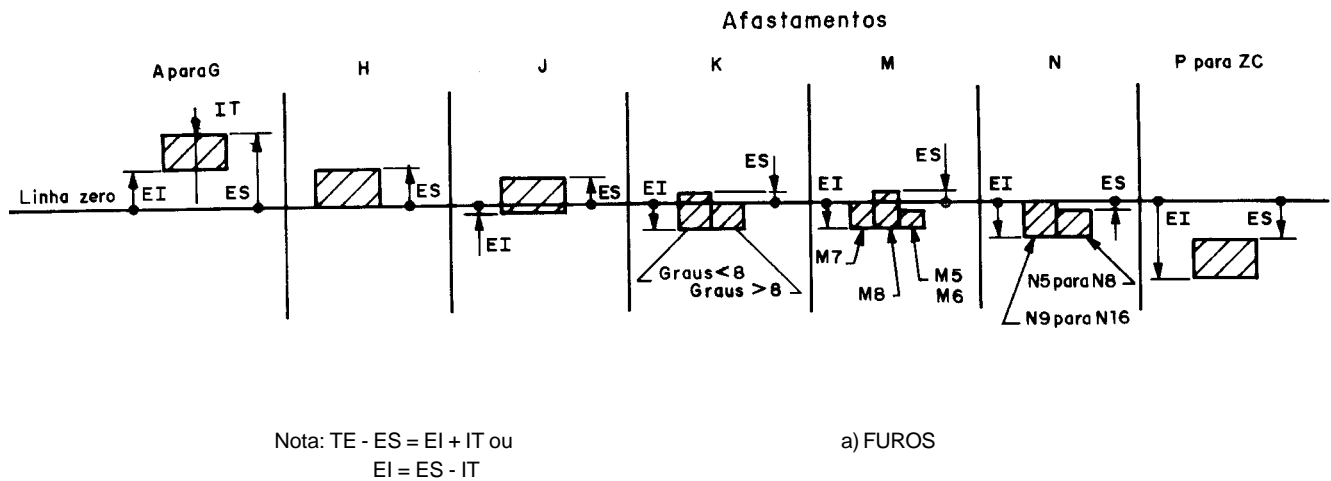 Afastamentos
A para G
H
J
K
M
N
P para ZC
IT
EI
ES
Linha zero
ES
EI
ES
EI
ES
Graus<8
Graus >8
EI
ES
M7
M8
M5
M6
EI
ES
N5 para N8
N9 para N16
EI
ES
Nota: TE - ES = EI + IT ou
EI = ES - IT
a) FUROS